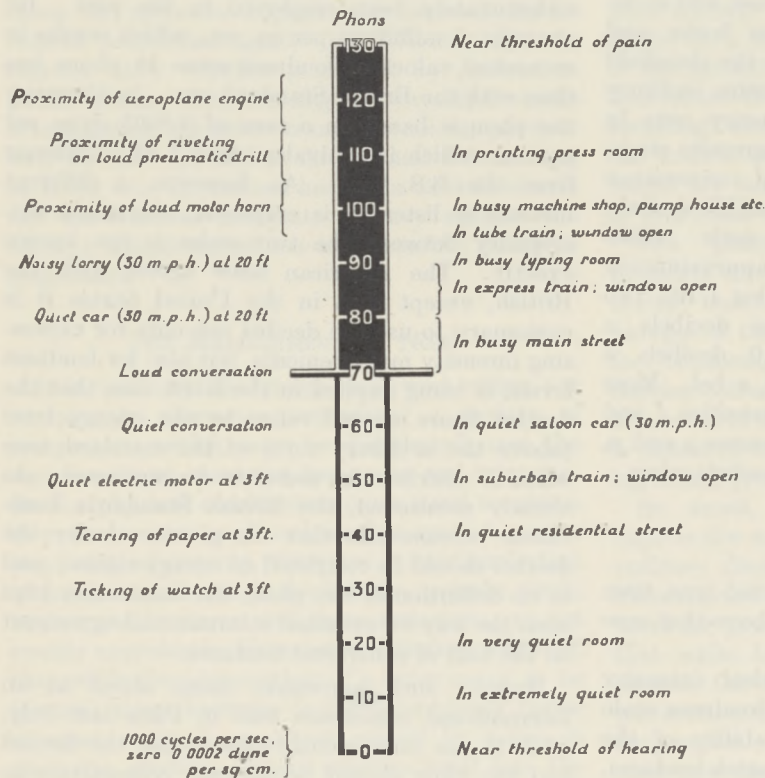 Phons
130 Near threshold of pain
Proximity of aeroplane engine
120
Proximity of riveting
or loud pneumatic drill
110 In printing press room
Proximity of loud motor horn
100 In busy machine shop, pump house etc.
In tube train; window open
Noisy lorry (30 m.p.h.) at 20 ft
90 In busy typing room
In express train; window open
Quiet car (30 m.p.h.) at 20 ft
80
In busy main street
Loud conversation
70
Quiet conversation
60 In quiet saloon car (30 m.p.h.)
Quiet electric motor at 3 ft
50 In suburban train; window open
Tearing of paper at 3 ft.
40 In quiet residential street
Ticking of watch at 3 ft
30
20 In very quiet room
10 In extremely quiet room
1000 cycles per sec,
zero 0 0002 dyne
per sq cm.
0 Near threshold of hearing